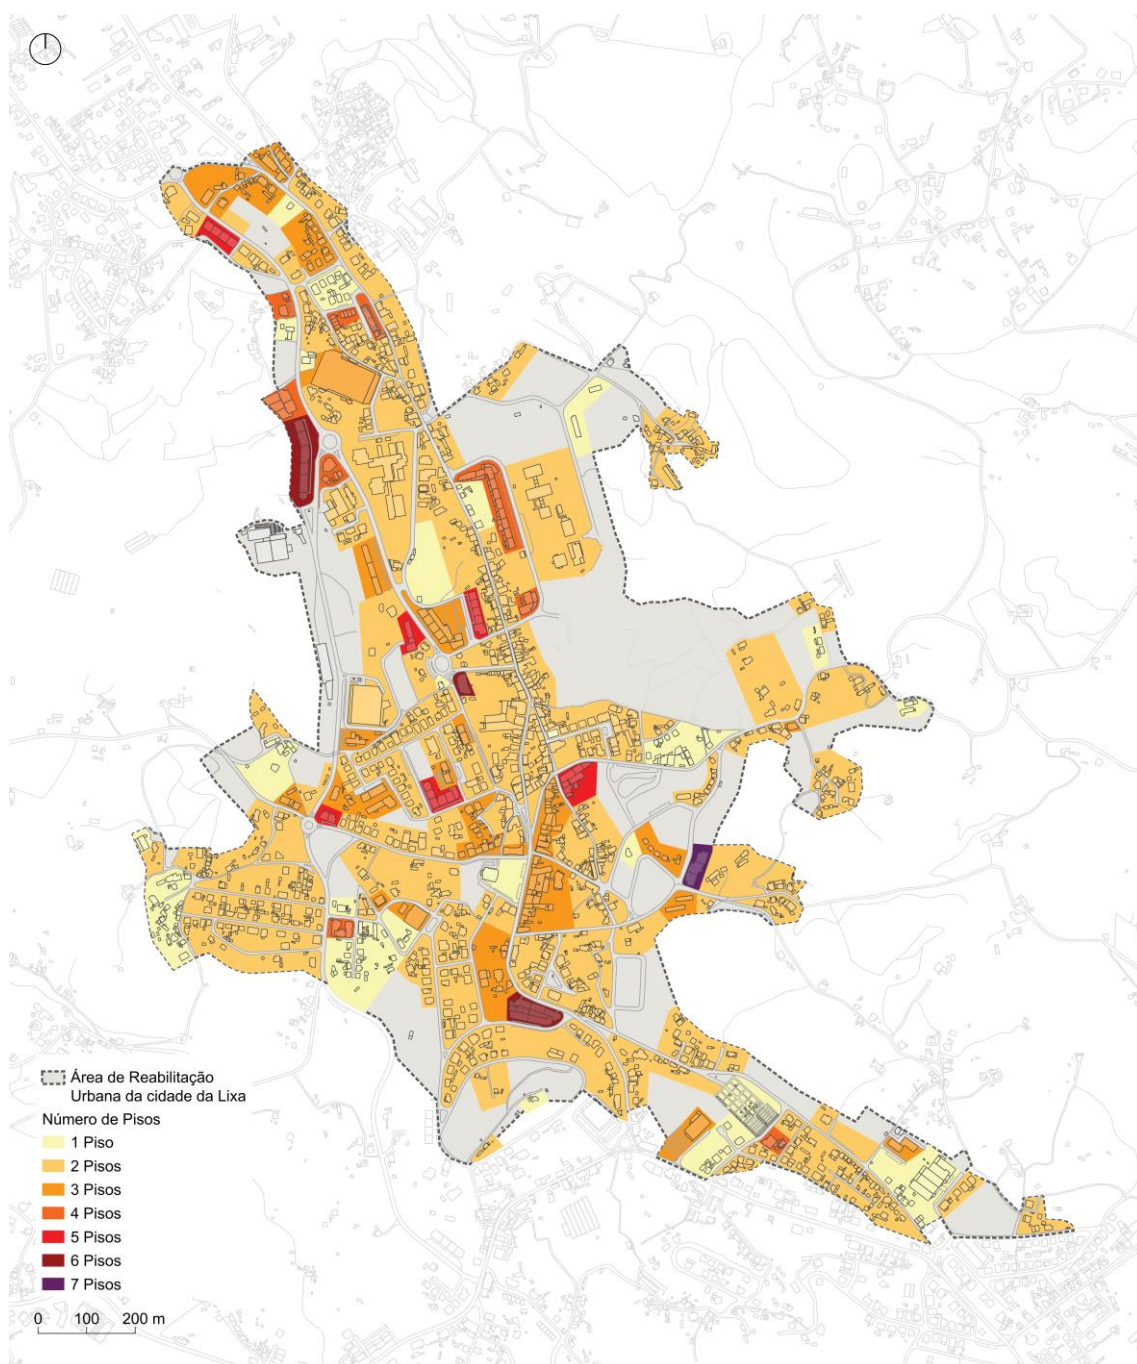 Área de Reabilitação
Urbana da cidade da Lixa
Número de Pisos
1 Piso
2 Pisos
3 Pisos
4 Pisos
5 Pisos
6 Pisos
7 Pisos
0 100 200 m